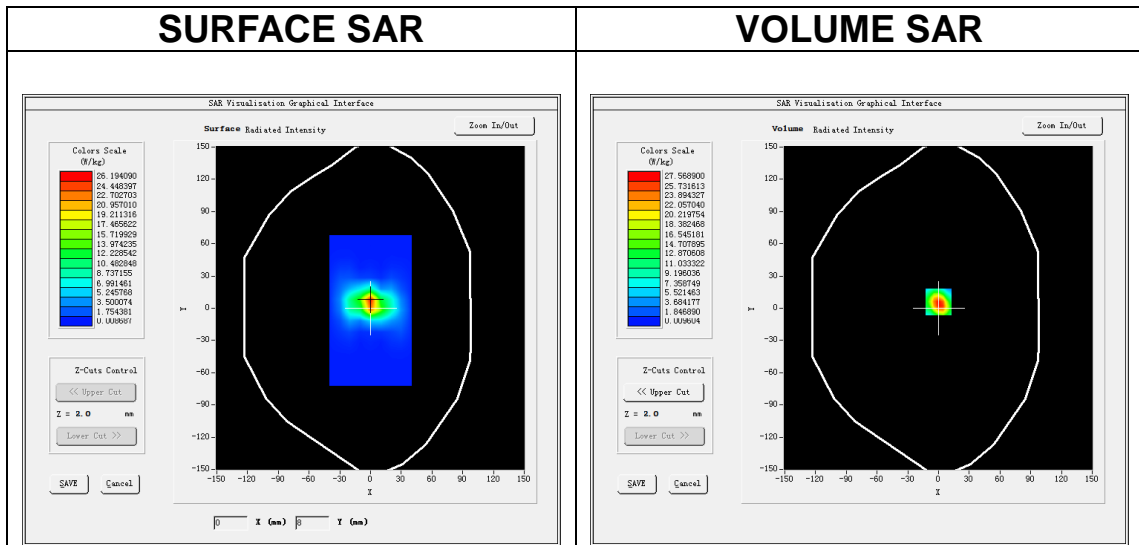 SURFACE SAR
VOLUME SAR
SAR Visualisation Graphical Interface
Surface Radiated Intensity
Zoom In/Out
Colors Scale
(W/kg)
26.194090
24.448397
22.702703
20.957010
19.211316
17.465622
15.719929
13.974235
12.228542
10.482848
8.737155
6.991461
5.245768
3.500074
1.754381
0.008687
Z-Cuts Control
<< Upper Cut
Z = 2.0 mm
Lower Cut >>
SAVE
Cancel
150
120
90
60
30
0
-30
-60
-90
-120
-150
Y
-150 -120 -90 -60 -30 0 30 60 90 120 150
X
0 X (mm) 8 Y (mm)
SAR Visualisation Graphical Interface
Volume Radiated Intensity
Zoom In/Out
Colors Scale
(W/kg)
27.568900
25.731613
23.894327
22.057040
20.219754
18.382468
16.545181
14.707895
12.870608
11.033322
9.196036
7.358749
5.521463
3.684177
1.846890
0.009604
Z-Cuts Control
<< Upper Cut
Z = 2.0 mm
Lower Cut >>
SAVE
Cancel
150
120
90
60
30
0
-30
-60
-90
-120
-150
Y
-150 -120 -90 -60 -30 0 30 60 90 120 150
X